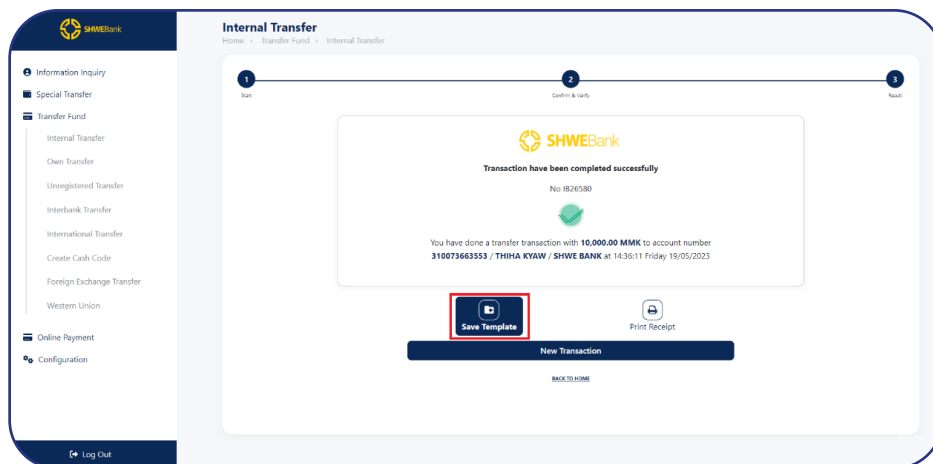 SHWEBank
Internal Transfer
Home • Transfer Fund • Internal Transfer
Information Inquiry
Special Transfer
Transfer Fund
Internal Transfer
Own Transfer
Unregistered Transfer
Interbank Transfer
International Transfer
Create Cash Code
Foreign Exchange Transfer
Western Union
Online Payment
Configuration
Log Out
1
2
3
Start
Confirm & Verify
Result
SHWEBank
Transaction have been completed successfully
No IB26580
You have done a transfer transaction with 10,000.00 MMK to account number
310073663553 / THIHA KYAW / SHWE BANK at 14:36:11 Friday 19/05/2023
Save Template
Print Receipt
New Transaction
BACK TO HOME